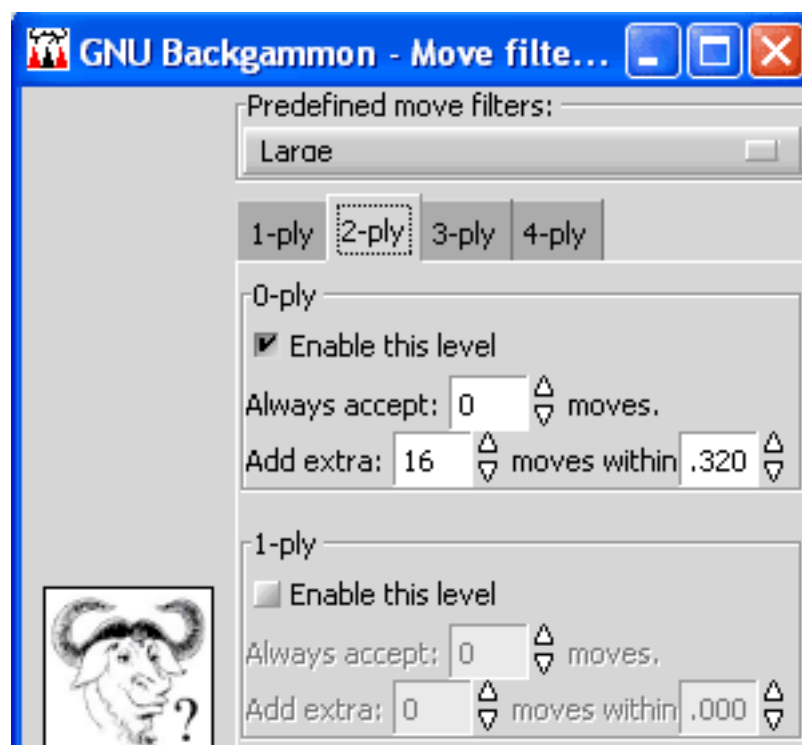 GNU Backgammon - Move filte...
Predefined move filters:
Large
1-ply 2-ply 3-ply 4-ply
0-ply
Enable this level
Always accept: 0 moves.
Add extra: 16 moves within .320
1-ply
Enable this level
Always accept: 0 moves.
Add extra: 0 moves within .000
?